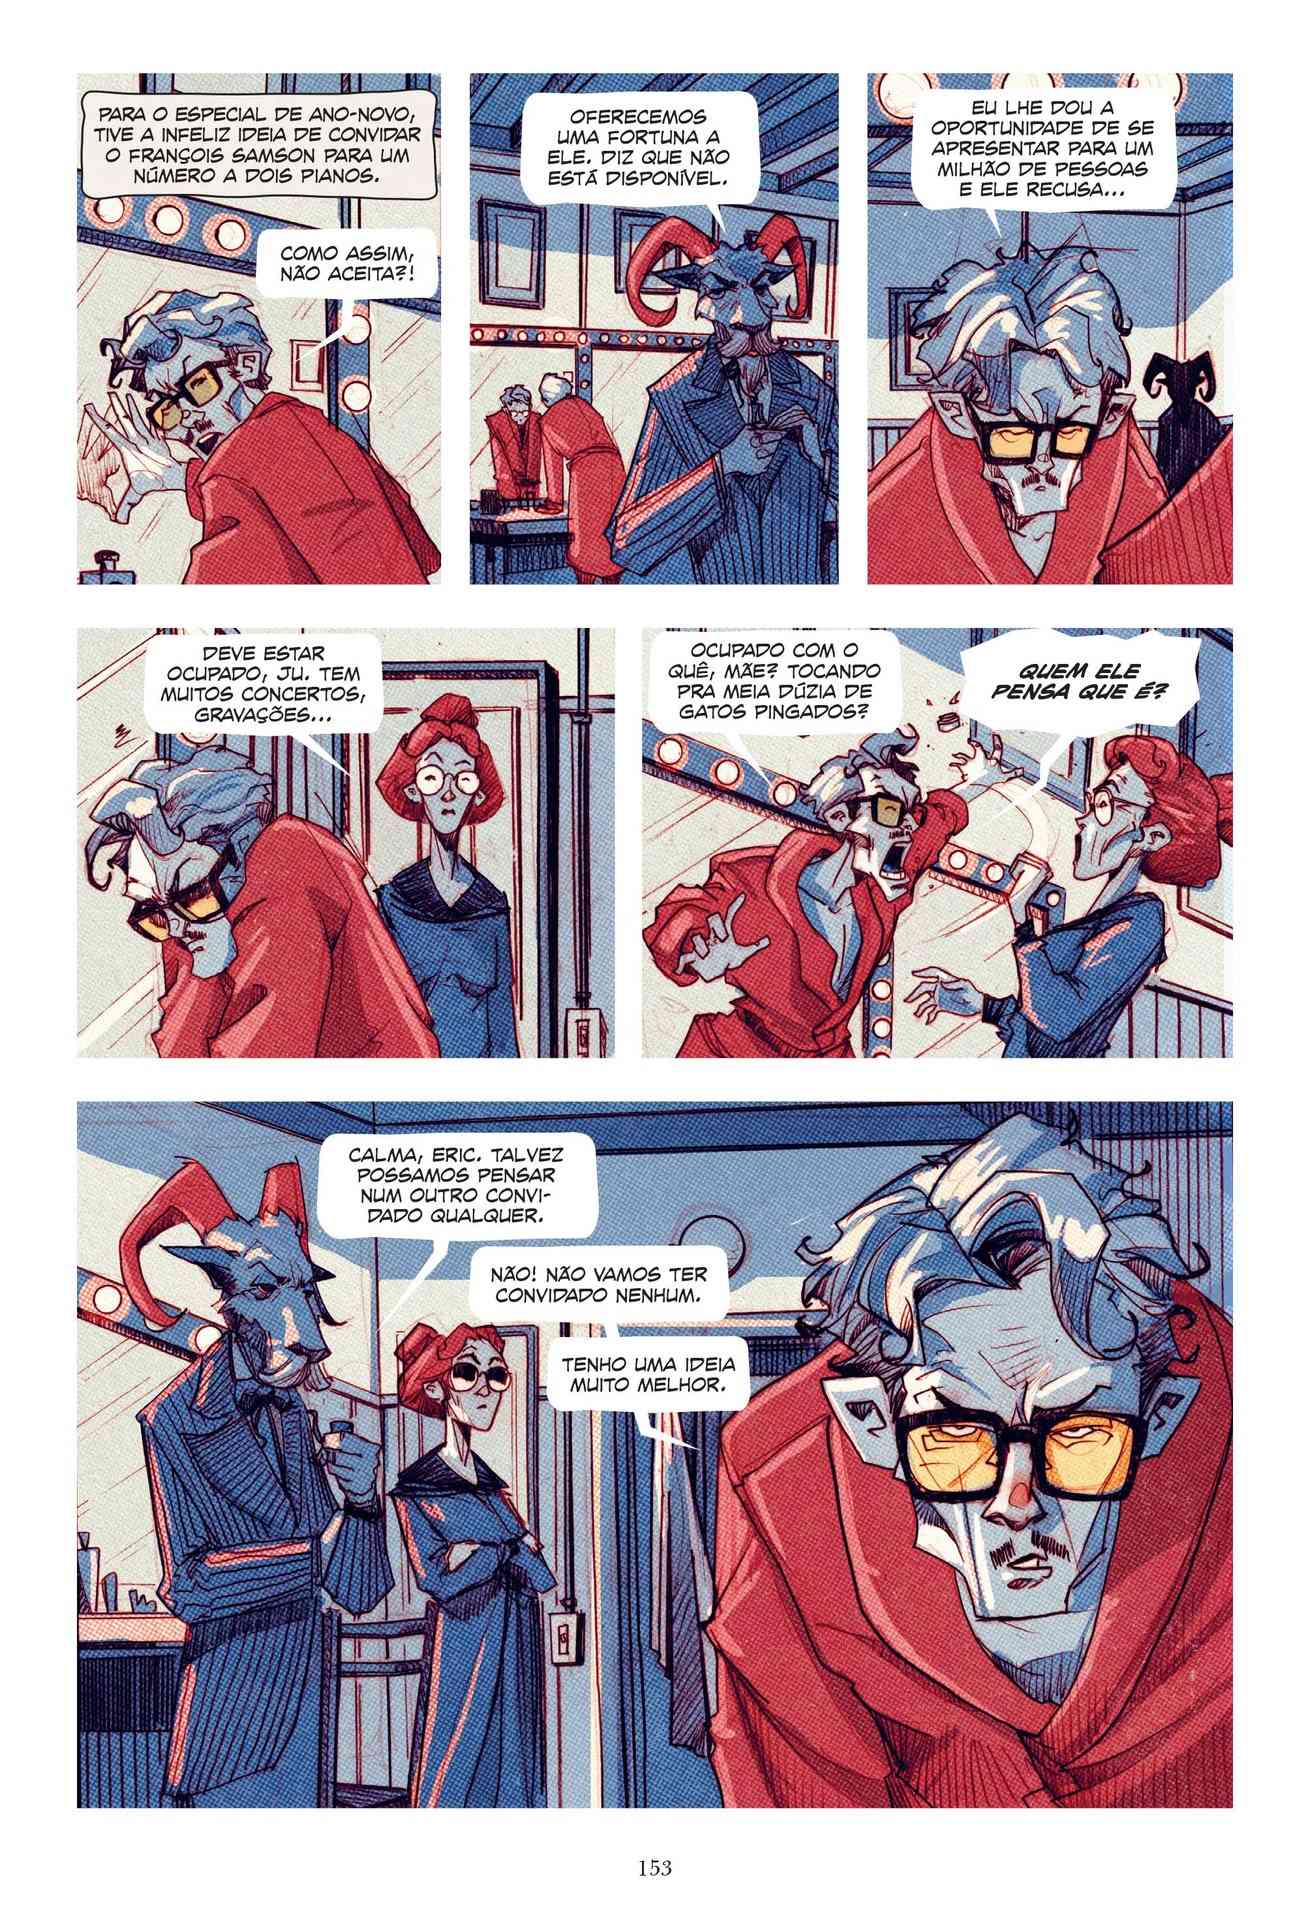 PARA O ESPECIAL DE ANO-NOVO,
TIVE A INFELIZ IDEIA DE CONVIDAR
O FRANÇOIS SAMSON PARA UM
NÚMERO A DOIS PIANOS.
COMO ASSIM,
NÃO ACEITA?!
OFERECEMOS
UMA FORTUNA A
ELE. DIZ QUE NÃO
ESTÁ DISPONÍVEL.
EU LHE DOU A
OPORTUNIDADE DE SE
APRESENTAR PARA UM
MILHÃO DE PESSOAS
E ELE RECUSA...
DEVE ESTAR
OCUPADO, JU. TEM
MUITOS CONCERTOS,
GRAVAÇÕES...
OCUPADO COM O
QUÊ, MÃE? TOCANDO
PRA MEIA DÚZIA DE
GATOS PINGADOS?
QUEM ELE
PENSA QUE É?
CALMA, ERIC. TALVEZ
POSSAMOS PENSAR
NUM OUTRO CONVI-
DADO QUALQUER.
NÃO! NÃO VAMOS TER
CONVIDADO NENHUM.
TENHO UMA IDEIA
MUITO MELHOR.
153